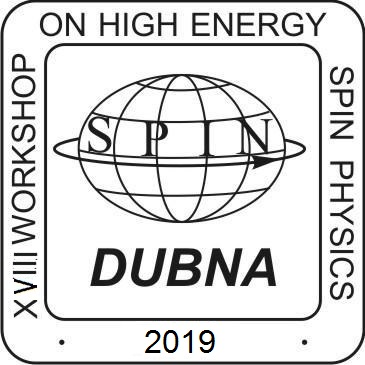 XVIII WORKSHOP
ON HIGH ENERGY
SPIN PHYSICS
SPIN
DUBNA
2019